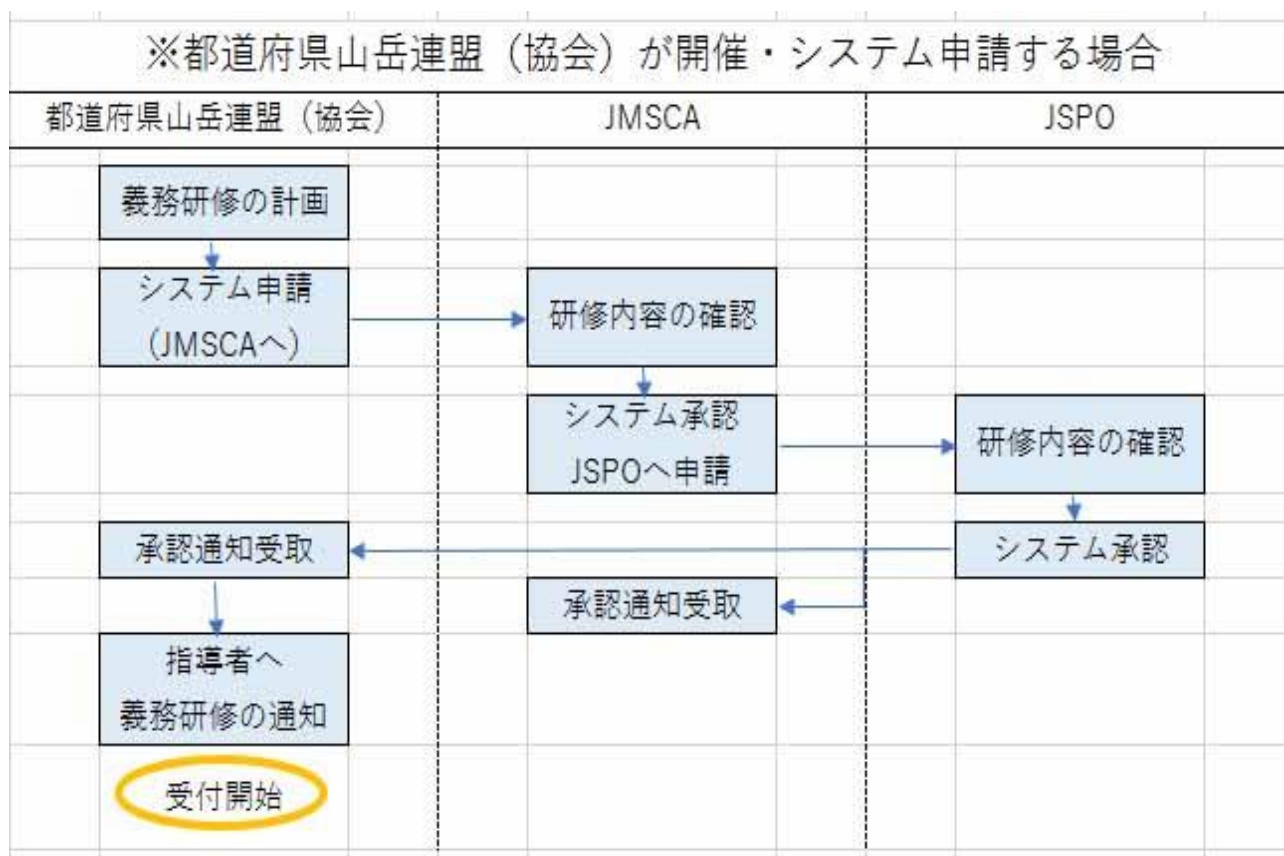 ※都道府県山岳連盟（協会）が開催・システム申請する場合
都道府県山岳連盟（協会）
JMSCA
JSPO
義務研修の計画
システム申請
（JMSCAへ）
研修内容の確認
システム承認
JSPOへ申請
研修内容の確認
承認通知受取
システム承認
承認通知受取
指導者へ
義務研修の通知
受付開始